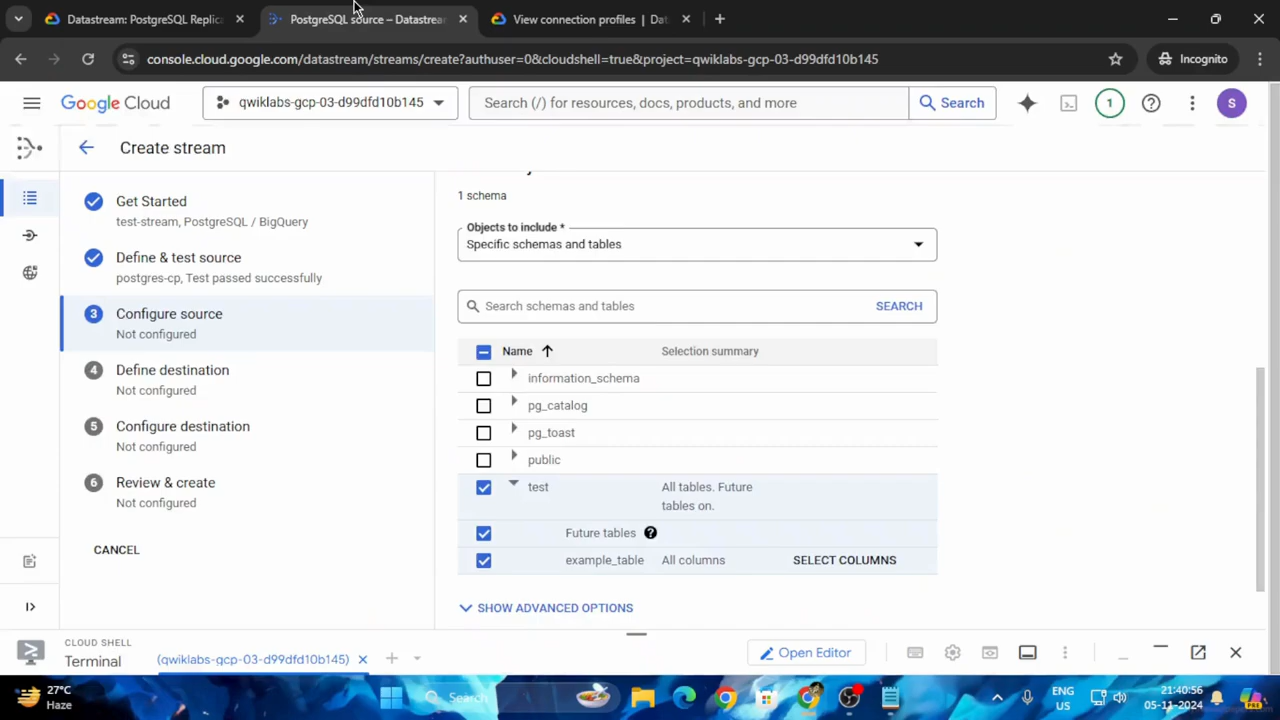 Datastream: PostgreSQL Replic
PostgreSQL source – Datastream
View connection profiles | Dat
console.cloud.google.com/datastream/streams/create?authuser=0&cloudshell=true&project=qwiklabs-gcp-03-d99dfd10b145
Incognito
Google Cloud
qwiklabs-gcp-03-d99dfd10b145
Search (/) for resources, docs, products, and more
Search
1
S
Create stream
Get Started
test-stream, PostgreSQL / BigQuery
Define & test source
postgres-cp, Test passed successfully
3
Configure source
Not configured
4
Define destination
Not configured
5
Configure destination
Not configured
6
Review & create
Not configured
CANCEL
1 schema
Objects to include *
Specific schemas and tables
Search schemas and tables
SEARCH
Name
Selection summary
information_schema
pg_catalog
pg_toast
public
test
All tables. Future
tables on.
Future tables
example_table
All columns
SELECT COLUMNS
SHOW ADVANCED OPTIONS
CLOUD SHELL
Terminal
(qwiklabs-gcp-03-d99dfd10b145)
Open Editor
27°C
Haze
Search
ENG
US
21:40:56
05-11-2024
PRE